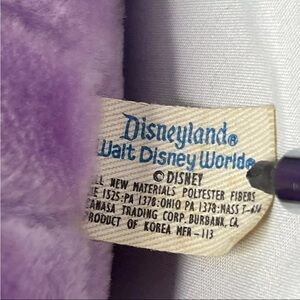 Disneyland®
Walt Disney World®
© DISNEY
LL NEW MATERIALS POLYESTER FIBERS
E 1525:PA 1378:OHIO PA 1378:MASS T-
ANASA TRADING CORP. BURBANK, CA
PRODUCT OF KOREA MFR-113